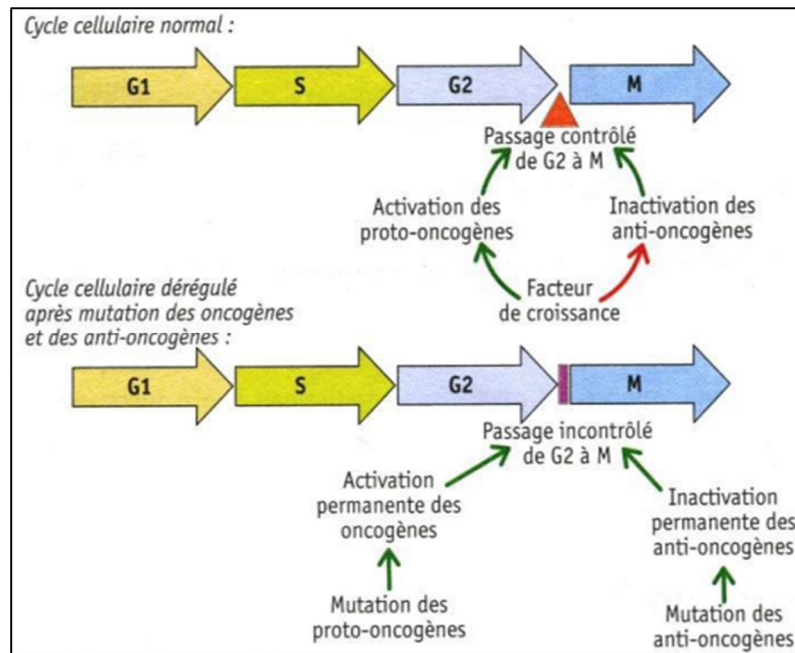 Cycle cellulaire normal :
G1
S
G2
M
Passage contrôlé
de G2 à M
Activation des
proto-oncogènes
Inactivation des
anti-oncogènes
Facteur
de croissance
Cycle cellulaire dérégulé
après mutation des oncogènes
et des anti-oncogènes :
G1
S
G2
M
Passage incontrôlé
de G2 à M
Activation
permanente des
oncogènes
Inactivation
permanente des
anti-oncogènes
Mutation des
proto-oncogènes
Mutation des
anti-oncogènes